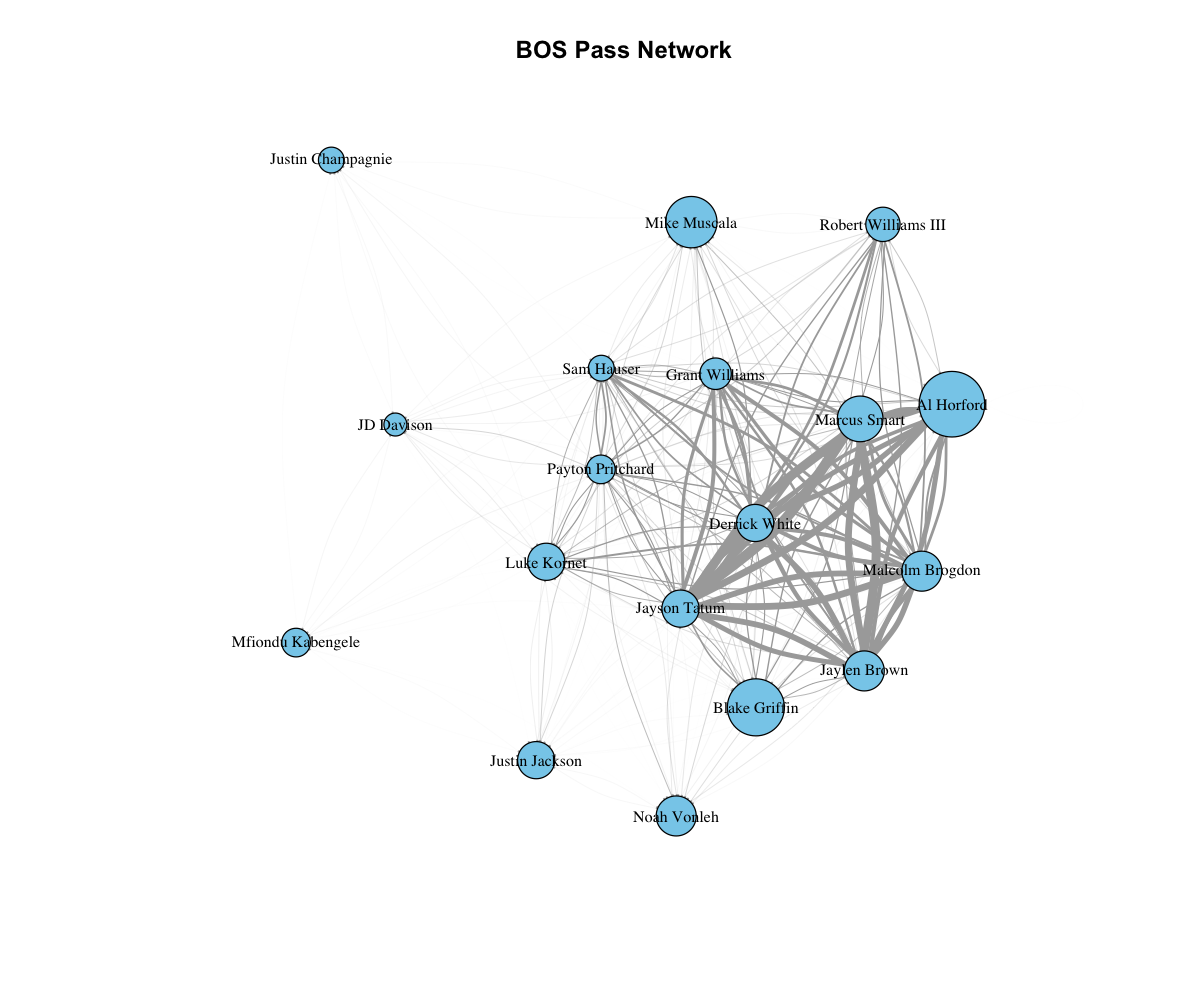 BOS Pass Network
Justin Champagnie
Mike Muscala
Robert Williams III
Sam Hauser
Grant Williams
Al Horford
Marcus Smart
JD Davison
Payton Pritchard
Derrick White
Luke Kornet
Malcolm Brogdon
Jayson Tatum
Mfiondu Kabengele
Jaylen Brown
Blake Griffin
Justin Jackson
Noah Vonleh